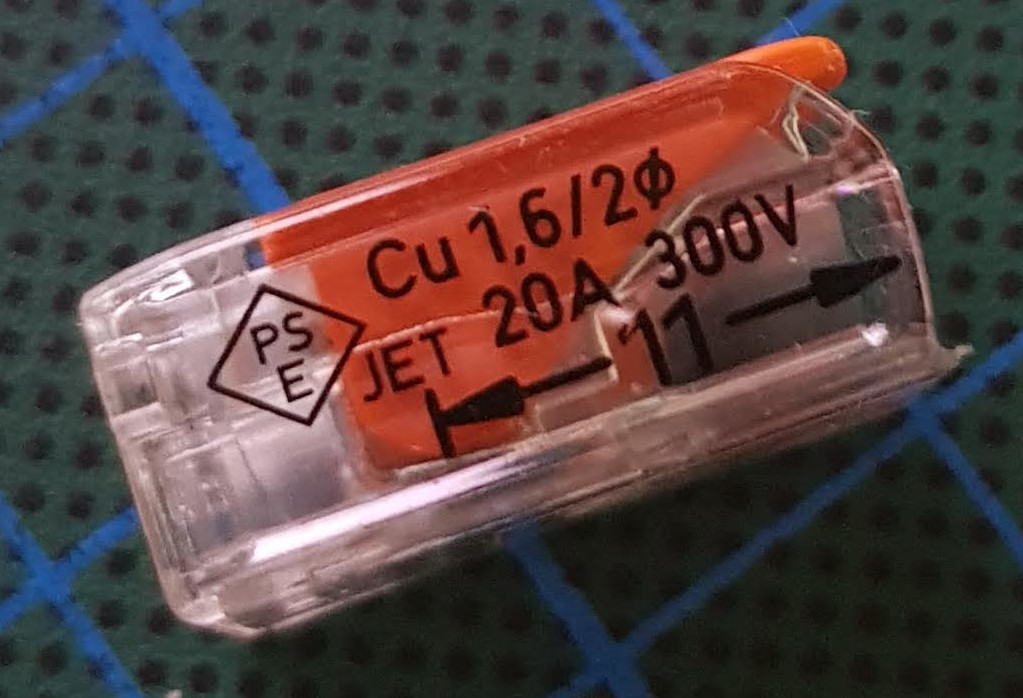 Cu 1,6/2ϕ
PS
E
JET 20A 300V
11